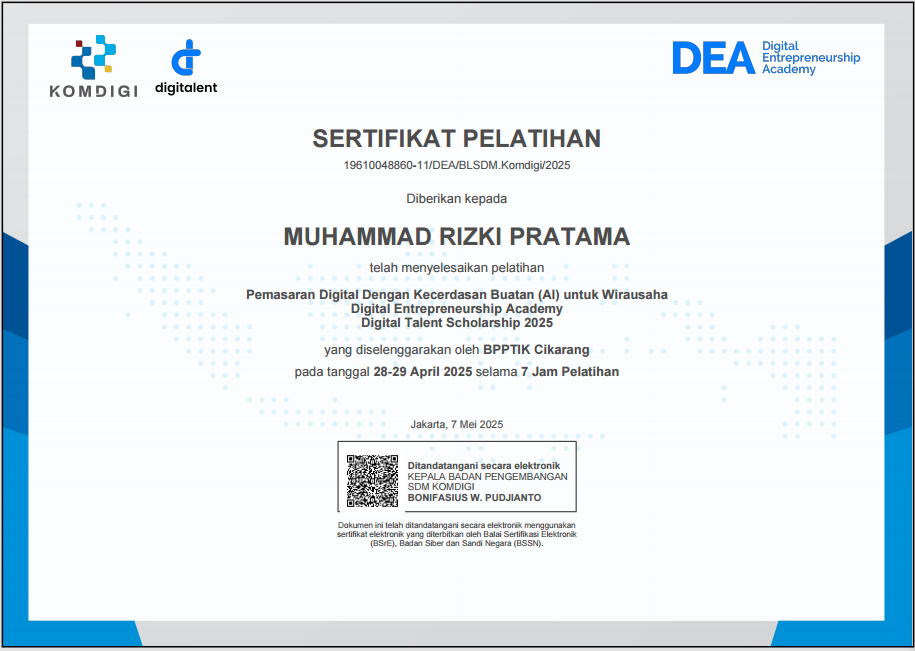 KOMDIGI
digitalent
DEA Digital
Entrepreneurship
Academy
SERTIFIKAT PELATIHAN
19610048860-11/DEA/BLSDM.Komdigi/2025
Diberikan kepada
MUHAMMAD RIZKI PRATAMA
telah menyelesaikan pelatihan
Pemasaran Digital Dengan Kecerdasan Buatan (AI) untuk Wirausaha
Digital Entrepreneurship Academy
Digital Talent Scholarship 2025
yang diselenggarakan oleh BPPTIK Cikarang
pada tanggal 28-29 April 2025 selama 7 Jam Pelatihan
Jakarta, 7 Mei 2025
Ditandatangani secara elektronik
KEPALA BADAN PENGEMBANGAN
SDM KOMDIGI
BONIFASIUS W. PUDJIANTO
Dokumen ini telah ditandatangani secara elektronik menggunakan
sertifikat elektronik yang diterbitkan oleh Balai Sertifikasi Elektronik
(BSrE), Badan Siber dan Sandi Negara (BSSN).